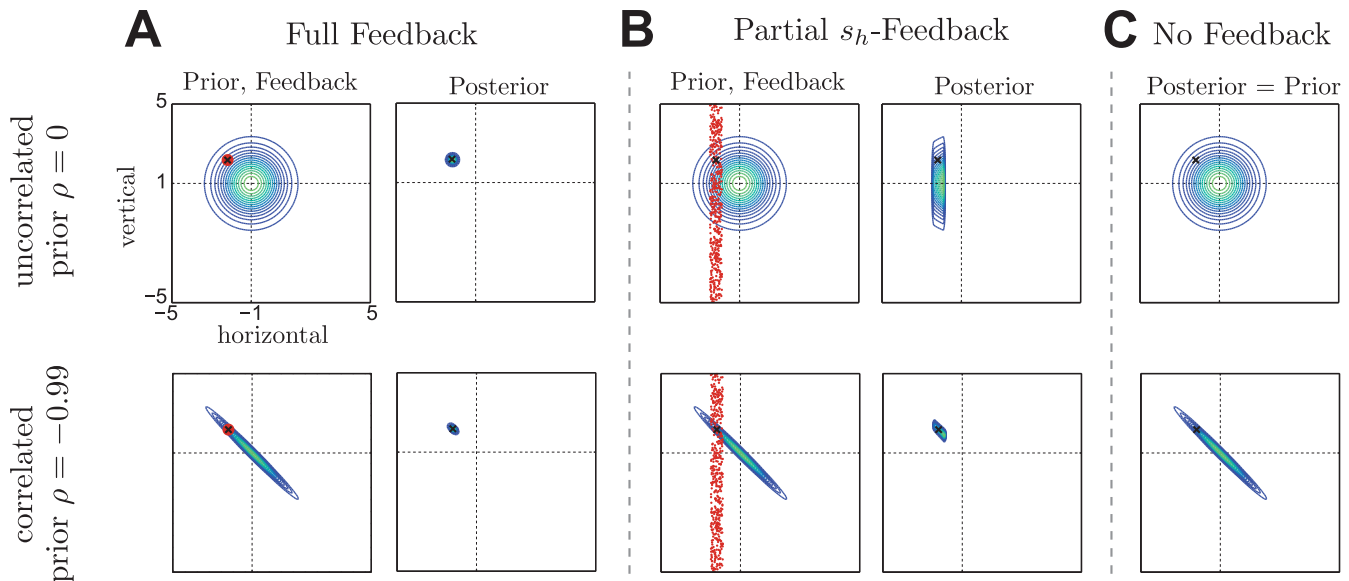 A Full Feedback
B Partial $s_h$-Feedback
C No Feedback
Prior, Feedback
Posterior
Prior, Feedback
Posterior
Posterior = Prior
uncorrelated
prior ρ = 0
vertical
5
1
−5
−5
−1
5
horizontal
correlated
prior ρ = −0.99